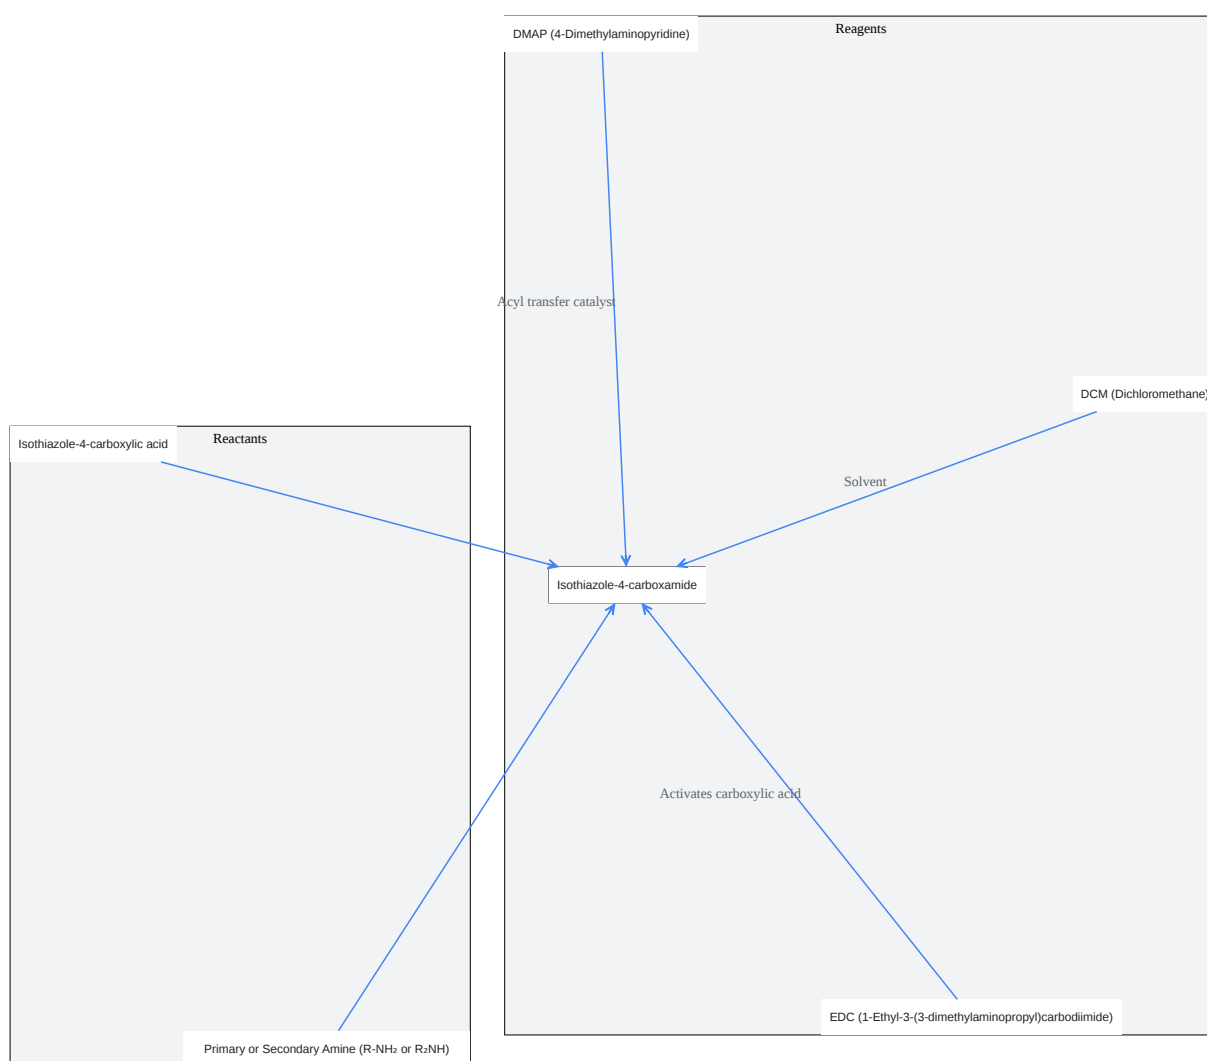 DMAP (4-Dimethylaminopyridine)
Reagents
Acyl transfer catalyst
DCM (Dichloromethane)
Isothiazole-4-carboxylic acid
Reactants
Solvent
Isothiazole-4-carboxamide
Activates carboxylic acid
EDC (1-Ethyl-3-(3-dimethylaminopropyl)carbodiimide)
Primary or Secondary Amine (R-NH₂ or R₂NH)